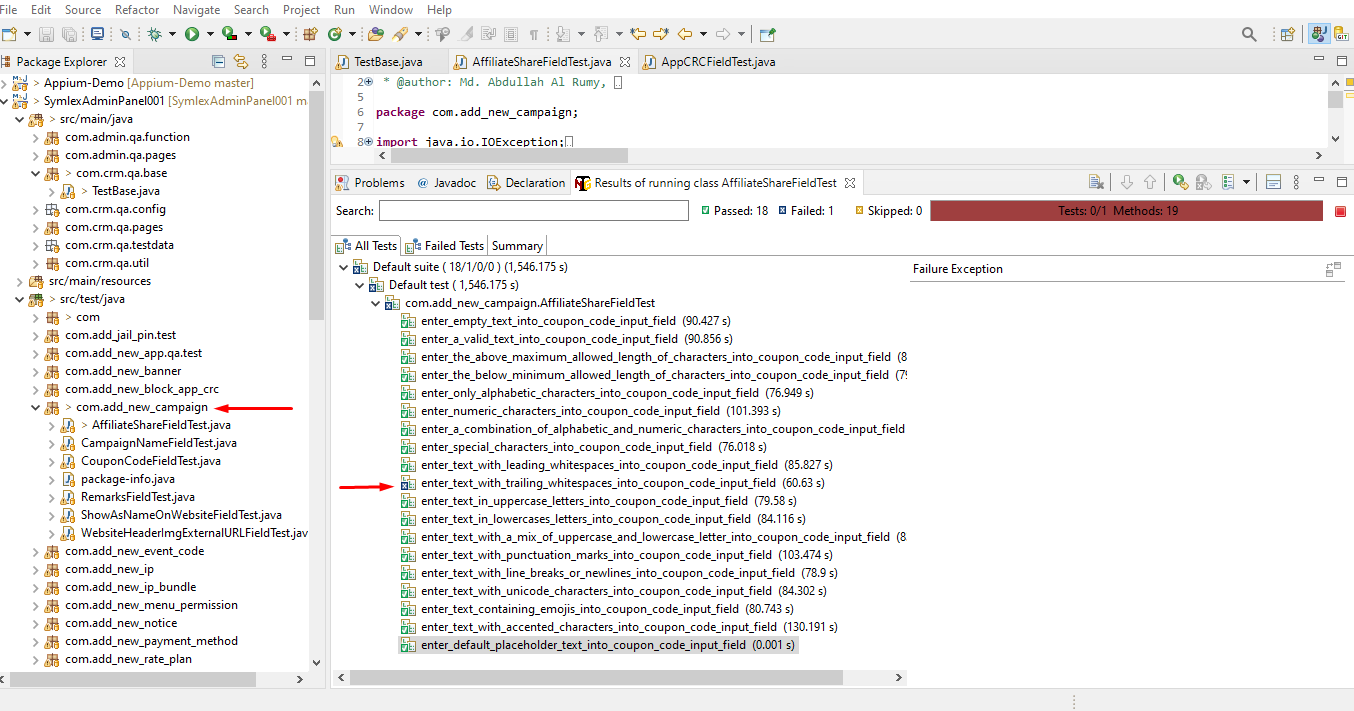 File Edit Source Refactor Navigate Search Project Run Window Help
Package Explorer
> Appium-Demo [Appium-Demo master]
> SymlexAdminPanel001 [SymlexAdminPanel001 m
> src/main/java
com.admin.qa.function
com.admin.qa.pages
> com.crm.qa.base
> TestBase.java
com.crm.qa.config
com.crm.qa.pages
com.crm.qa.testdata
com.crm.qa.util
src/main/resources
> src/test/java
> com
com.add_jail_pin.test
com.add_new_app.qa.test
com.add_new_banner
com.add_new_block_app_crc
> com.add_new_campaign
> AffiliateShareFieldTest.java
CampaignNameFieldTest.java
CouponCodeFieldTest.java
package-info.java
RemarksFieldTest.java
ShowAsNameOnWebsiteFieldTest.java
WebsiteHeaderImgExternalURLFieldTest.jav
com.add_new_event_code
com.add_new_ip
com.add_new_ip_bundle
com.add_new_menu_permission
com.add_new_notice
com.add_new_payment_method
com.add_new_rate_plan
TestBase.java AffiliateShareFieldTest.java AppCRCFieldTest.java
2 * @author: Md. Abdullah Al Rumy,
5
6 package com.add_new_campaign;
7
8 import java.io.IOException;
Problems @ Javadoc Declaration Results of running class AffiliateShareFieldTest
Search: Passed: 18 Failed: 1 Skipped: 0 Tests: 0/1 Methods: 19
All Tests Failed Tests Summary
Default suite ( 18/1/0/0 ) (1,546.175 s)
Default test ( 1,546.175 s)
com.add_new_campaign.AffiliateShareFieldTest
enter_empty_text_into_coupon_code_input_field (90.427 s)
enter_a_valid_text_into_coupon_code_input_field (90.856 s)
enter_the_above_maximum_allowed_length_of_characters_into_coupon_code_input_field (8
enter_the_below_minimum_allowed_length_of_characters_into_coupon_code_input_field (79
enter_only_alphabetic_characters_into_coupon_code_input_field (76.949 s)
enter_numeric_characters_into_coupon_code_input_field (101.393 s)
enter_a_combination_of_alphabetic_and_numeric_characters_into_coupon_code_input_field
enter_special_characters_into_coupon_code_input_field (76.018 s)
enter_text_with_leading_whitespaces_into_coupon_code_input_field (85.827 s)
enter_text_with_trailing_whitespaces_into_coupon_code_input_field (60.63 s)
enter_text_in_uppercase_letters_into_coupon_code_input_field (79.58 s)
enter_text_in_lowercases_letters_into_coupon_code_input_field (84.116 s)
enter_text_with_a_mix_of_uppercase_and_lowercase_letter_into_coupon_code_input_field (8
enter_text_with_punctuation_marks_into_coupon_code_input_field (103.474 s)
enter_text_with_line_breaks_or_newlines_into_coupon_code_input_field (78.9 s)
enter_text_with_unicode_characters_into_coupon_code_input_field (84.302 s)
enter_text_containing_emojis_into_coupon_code_input_field (80.743 s)
enter_text_with_accented_characters_into_coupon_code_input_field (130.191 s)
enter_default_placeholder_text_into_coupon_code_input_field (0.001 s)
Failure Exception